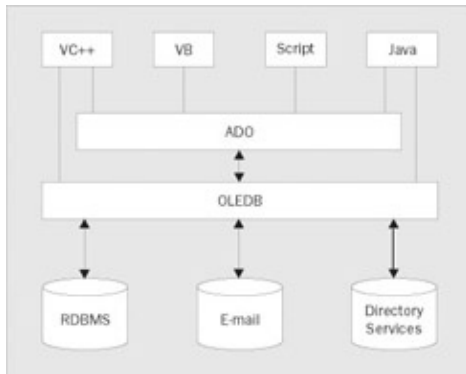 VC++
VB
Script
Java
ADO
OLEDB
RDBMS
E-mail
Directory
Services